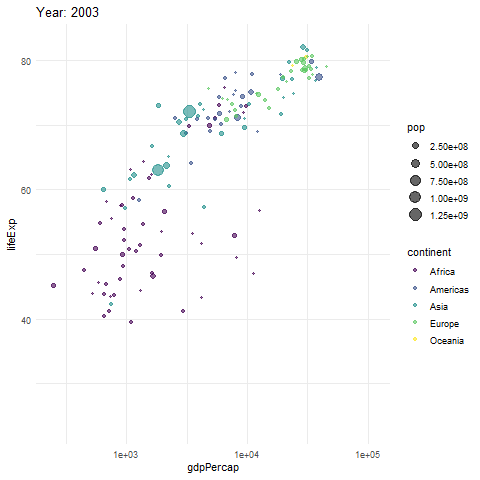 Year: 2003
80
60
40
lifeExp
1e+03
1e+04
1e+05
gdpPercap
pop
2.50e+08
5.00e+08
7.50e+08
1.00e+09
1.25e+09
continent
Africa
Americas
Asia
Europe
Oceania